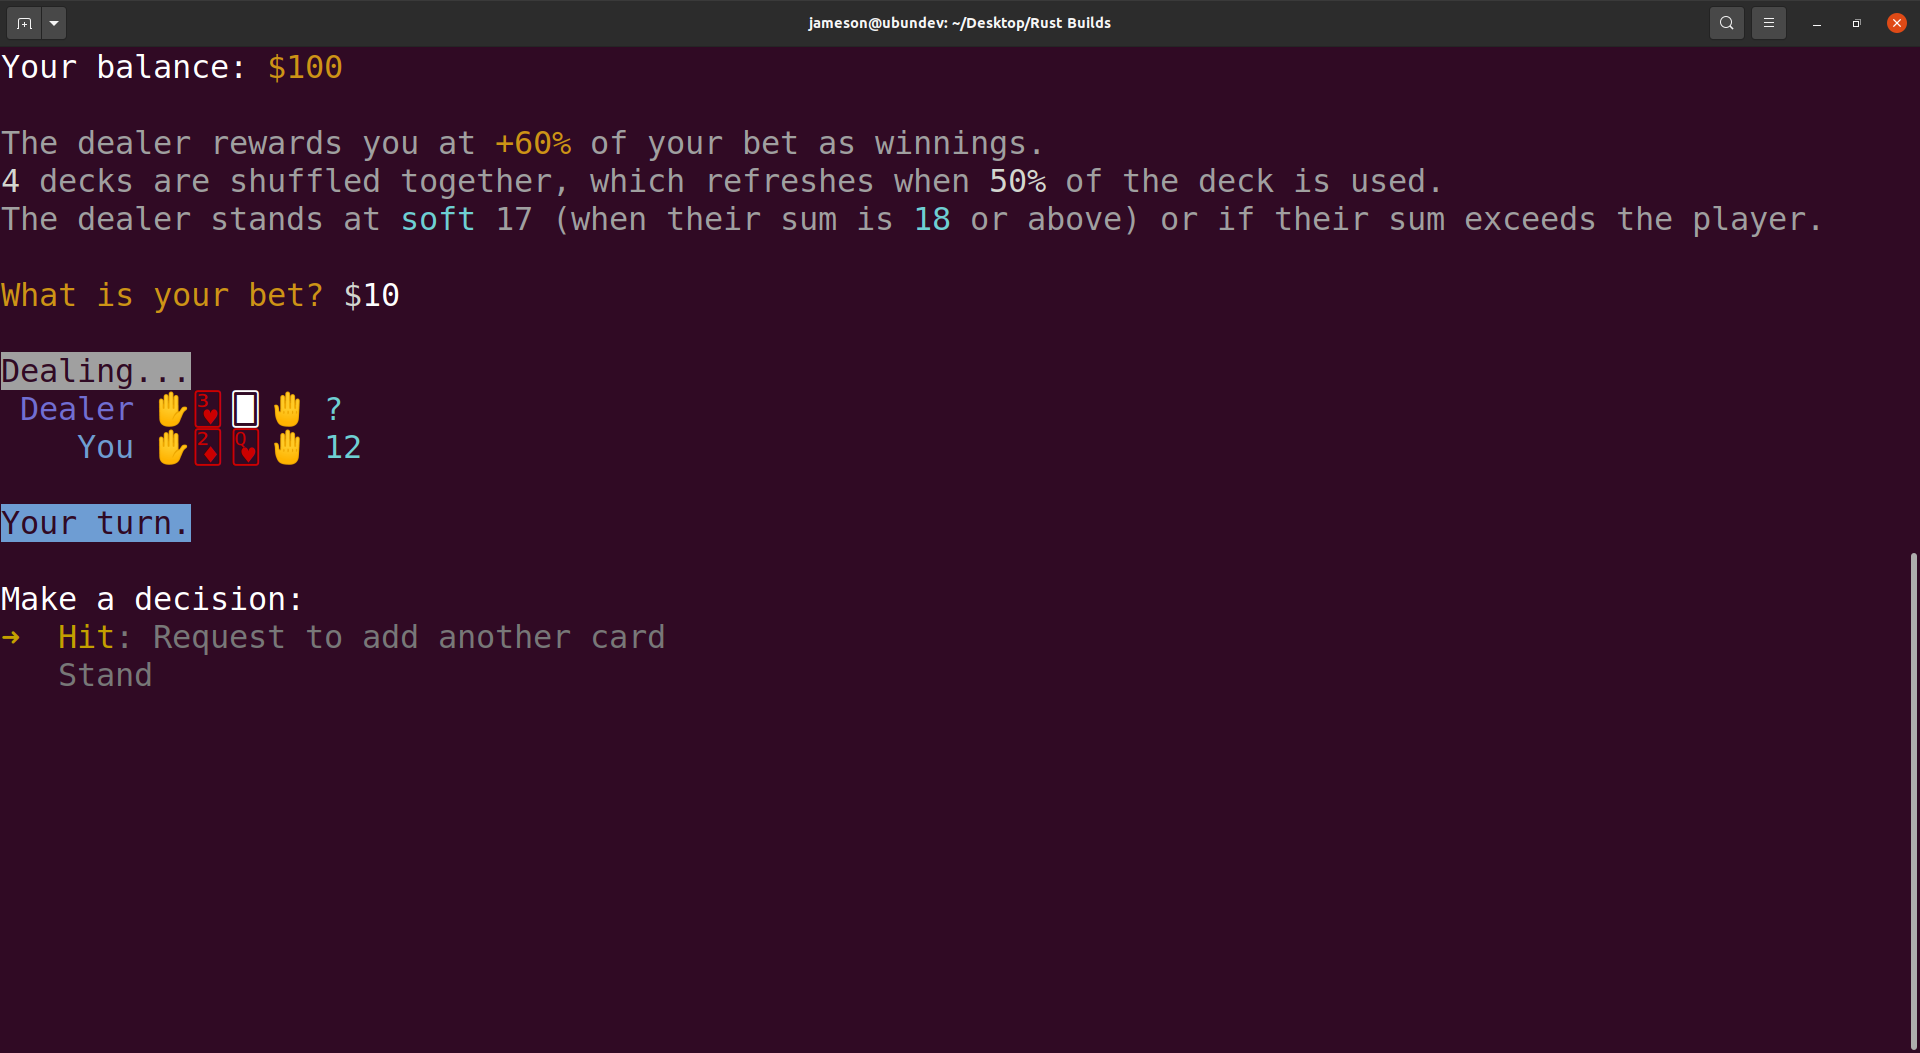 jameson@ubundev: ~/Desktop/Rust Builds
Your balance: $100
The dealer rewards you at +60% of your bet as winnings.
4 decks are shuffled together, which refreshes when 50% of the deck is used.
The dealer stands at soft 17 (when their sum is 18 or above) or if their sum exceeds the player.
What is your bet? $10
Dealing...
Dealer ✋🂳🂠🤚 ?
You ✋🃂🂽🤚 12
Your turn.
Make a decision:
➜ Hit: Request to add another card
Stand